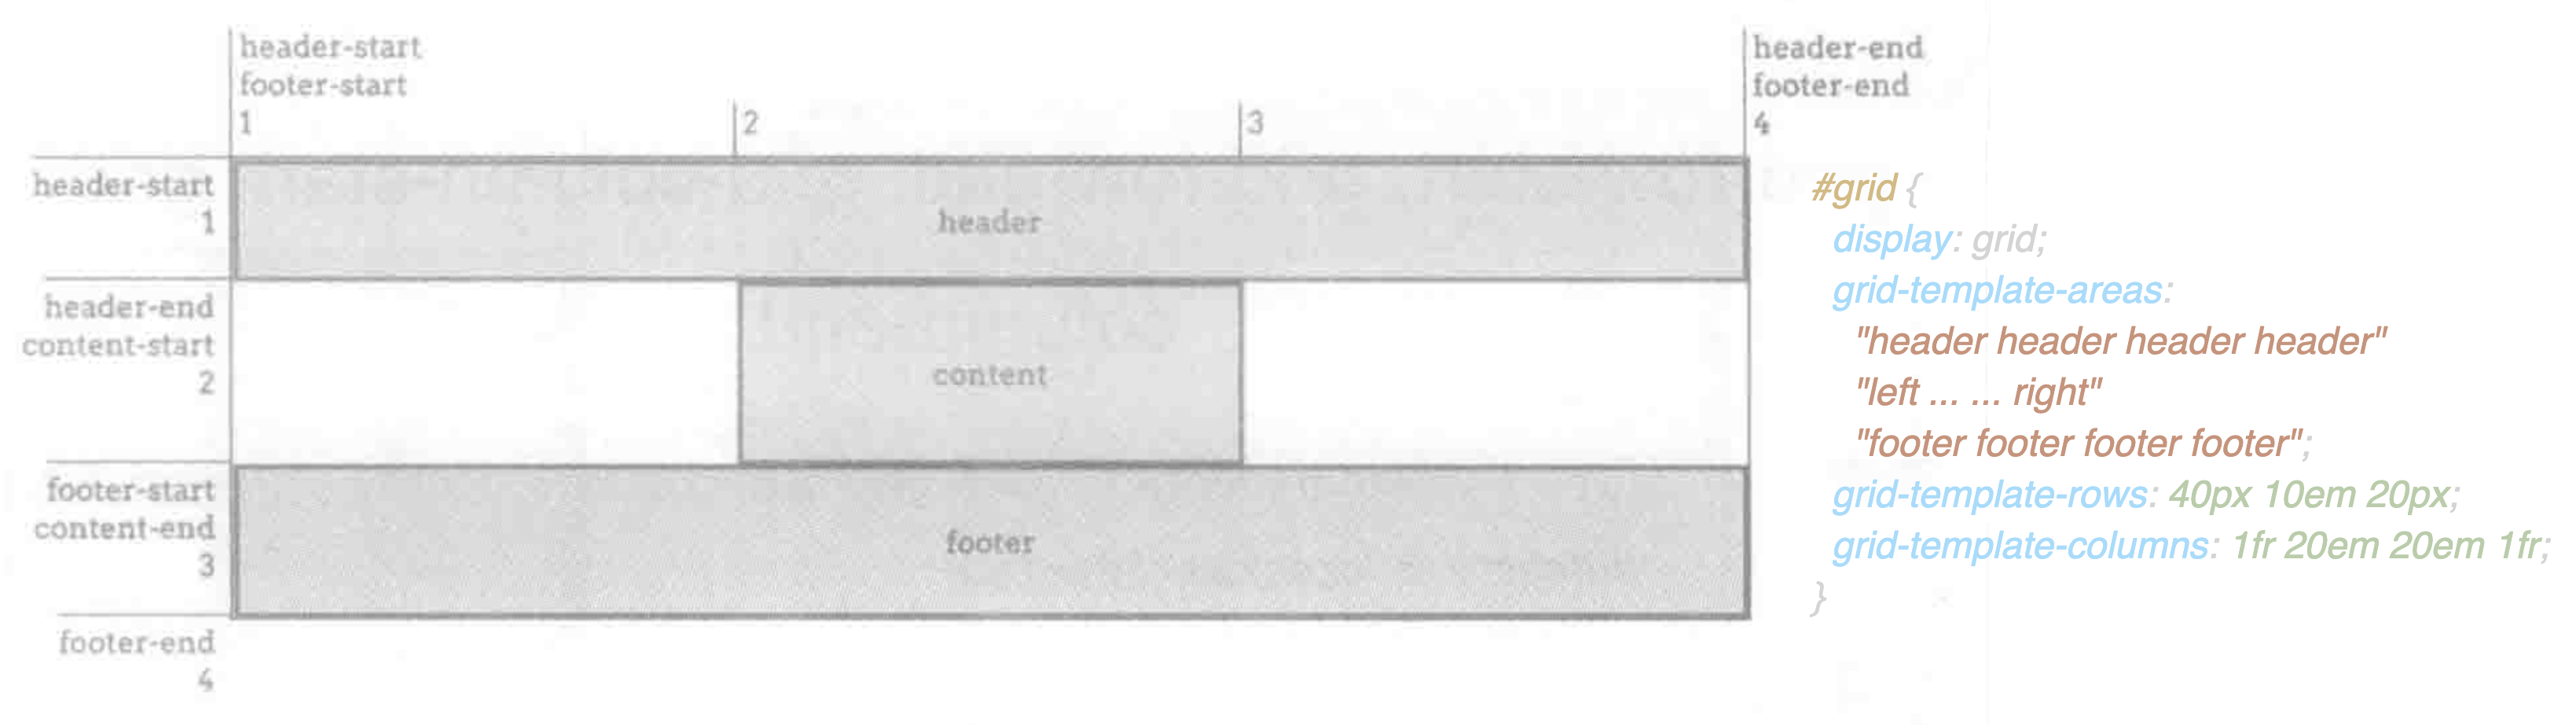 header-start
footer-start
1
2
3
header-end
footer-end
4
header-start
1
header
header-end
content-start
2
content
footer-start
content-end
3
footer
footer-end
4
#grid {
display: grid;
grid-template-areas:
"header header header header"
"left ... ... right"
"footer footer footer footer";
grid-template-rows: 40px 10em 20px;
grid-template-columns: 1fr 20em 20em 1fr;
}